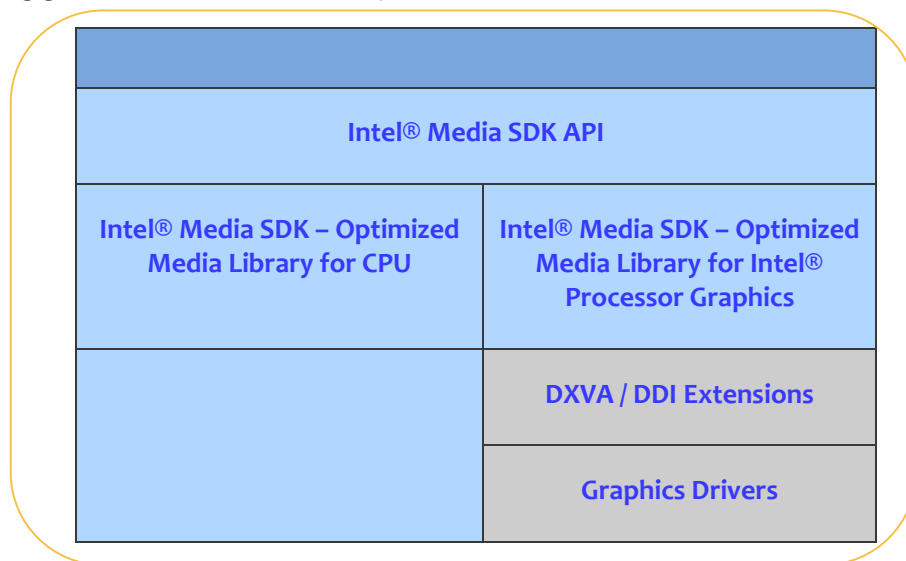 Intel® Media SDK API
Intel® Media SDK – Optimized
Media Library for CPU
Intel® Media SDK – Optimized
Media Library for Intel®
Processor Graphics
DXVA / DDI Extensions
Graphics Drivers